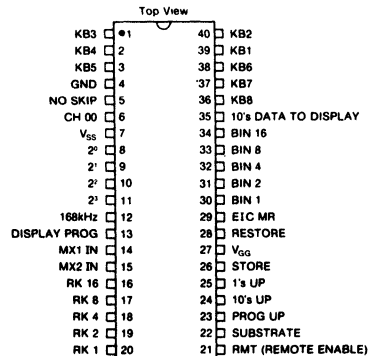 Top View
KB3 1 40 KB2
KB4 2 39 KB1
KB5 3 38 KB6
GND 4 37 KB7
NO SKIP 5 36 KB8
CH 00 6 35 10's DATA TO DISPLAY
VSS 7 34 BIN 16
2⁰ 8 33 BIN 8
2¹ 9 32 BIN 4
2² 10 31 BIN 2
2³ 11 30 BIN 1
168kHz 12 29 EIC MR
DISPLAY PROG 13 28 RESTORE
MX1 IN 14 27 VGG
MX2 IN 15 26 STORE
RK 16 16 25 1's UP
RK 8 17 24 10's UP
RK 4 18 23 PROG UP
RK 2 19 22 SUBSTRATE
RK 1 20 21 RMT (REMOTE ENABLE)